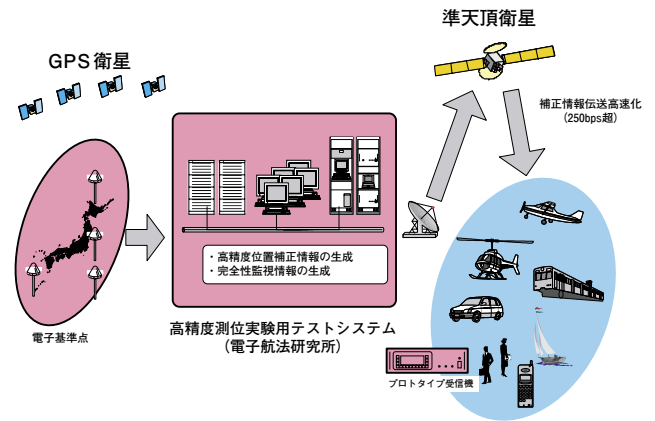 準天頂衛星
GPS衛星
補正情報伝送高速化
(250bps超)
・高精度位置補正情報の生成
・完全性監視情報の生成
電子基準点
高精度測位実験用テストシステム
(電子航法研究所)
プロトタイプ受信機